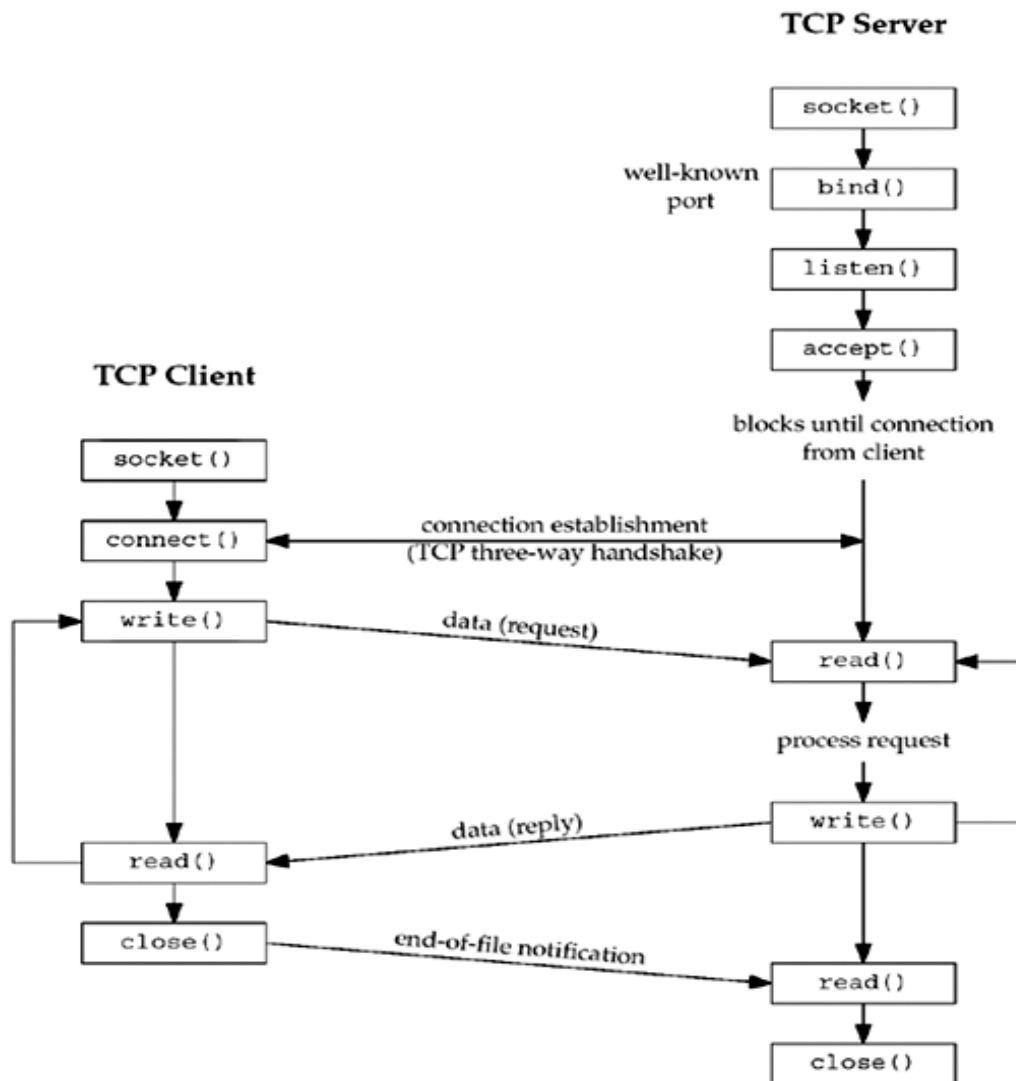 TCP Server
socket()
well-known
port
bind()
listen()
accept()
TCP Client
blocks until connection
from client
socket()
connection establishment
(TCP three-way handshake)
connect()
write()
data (request)
read()
process request
data (reply)
write()
read()
close()
end-of-file notification
read()
close()